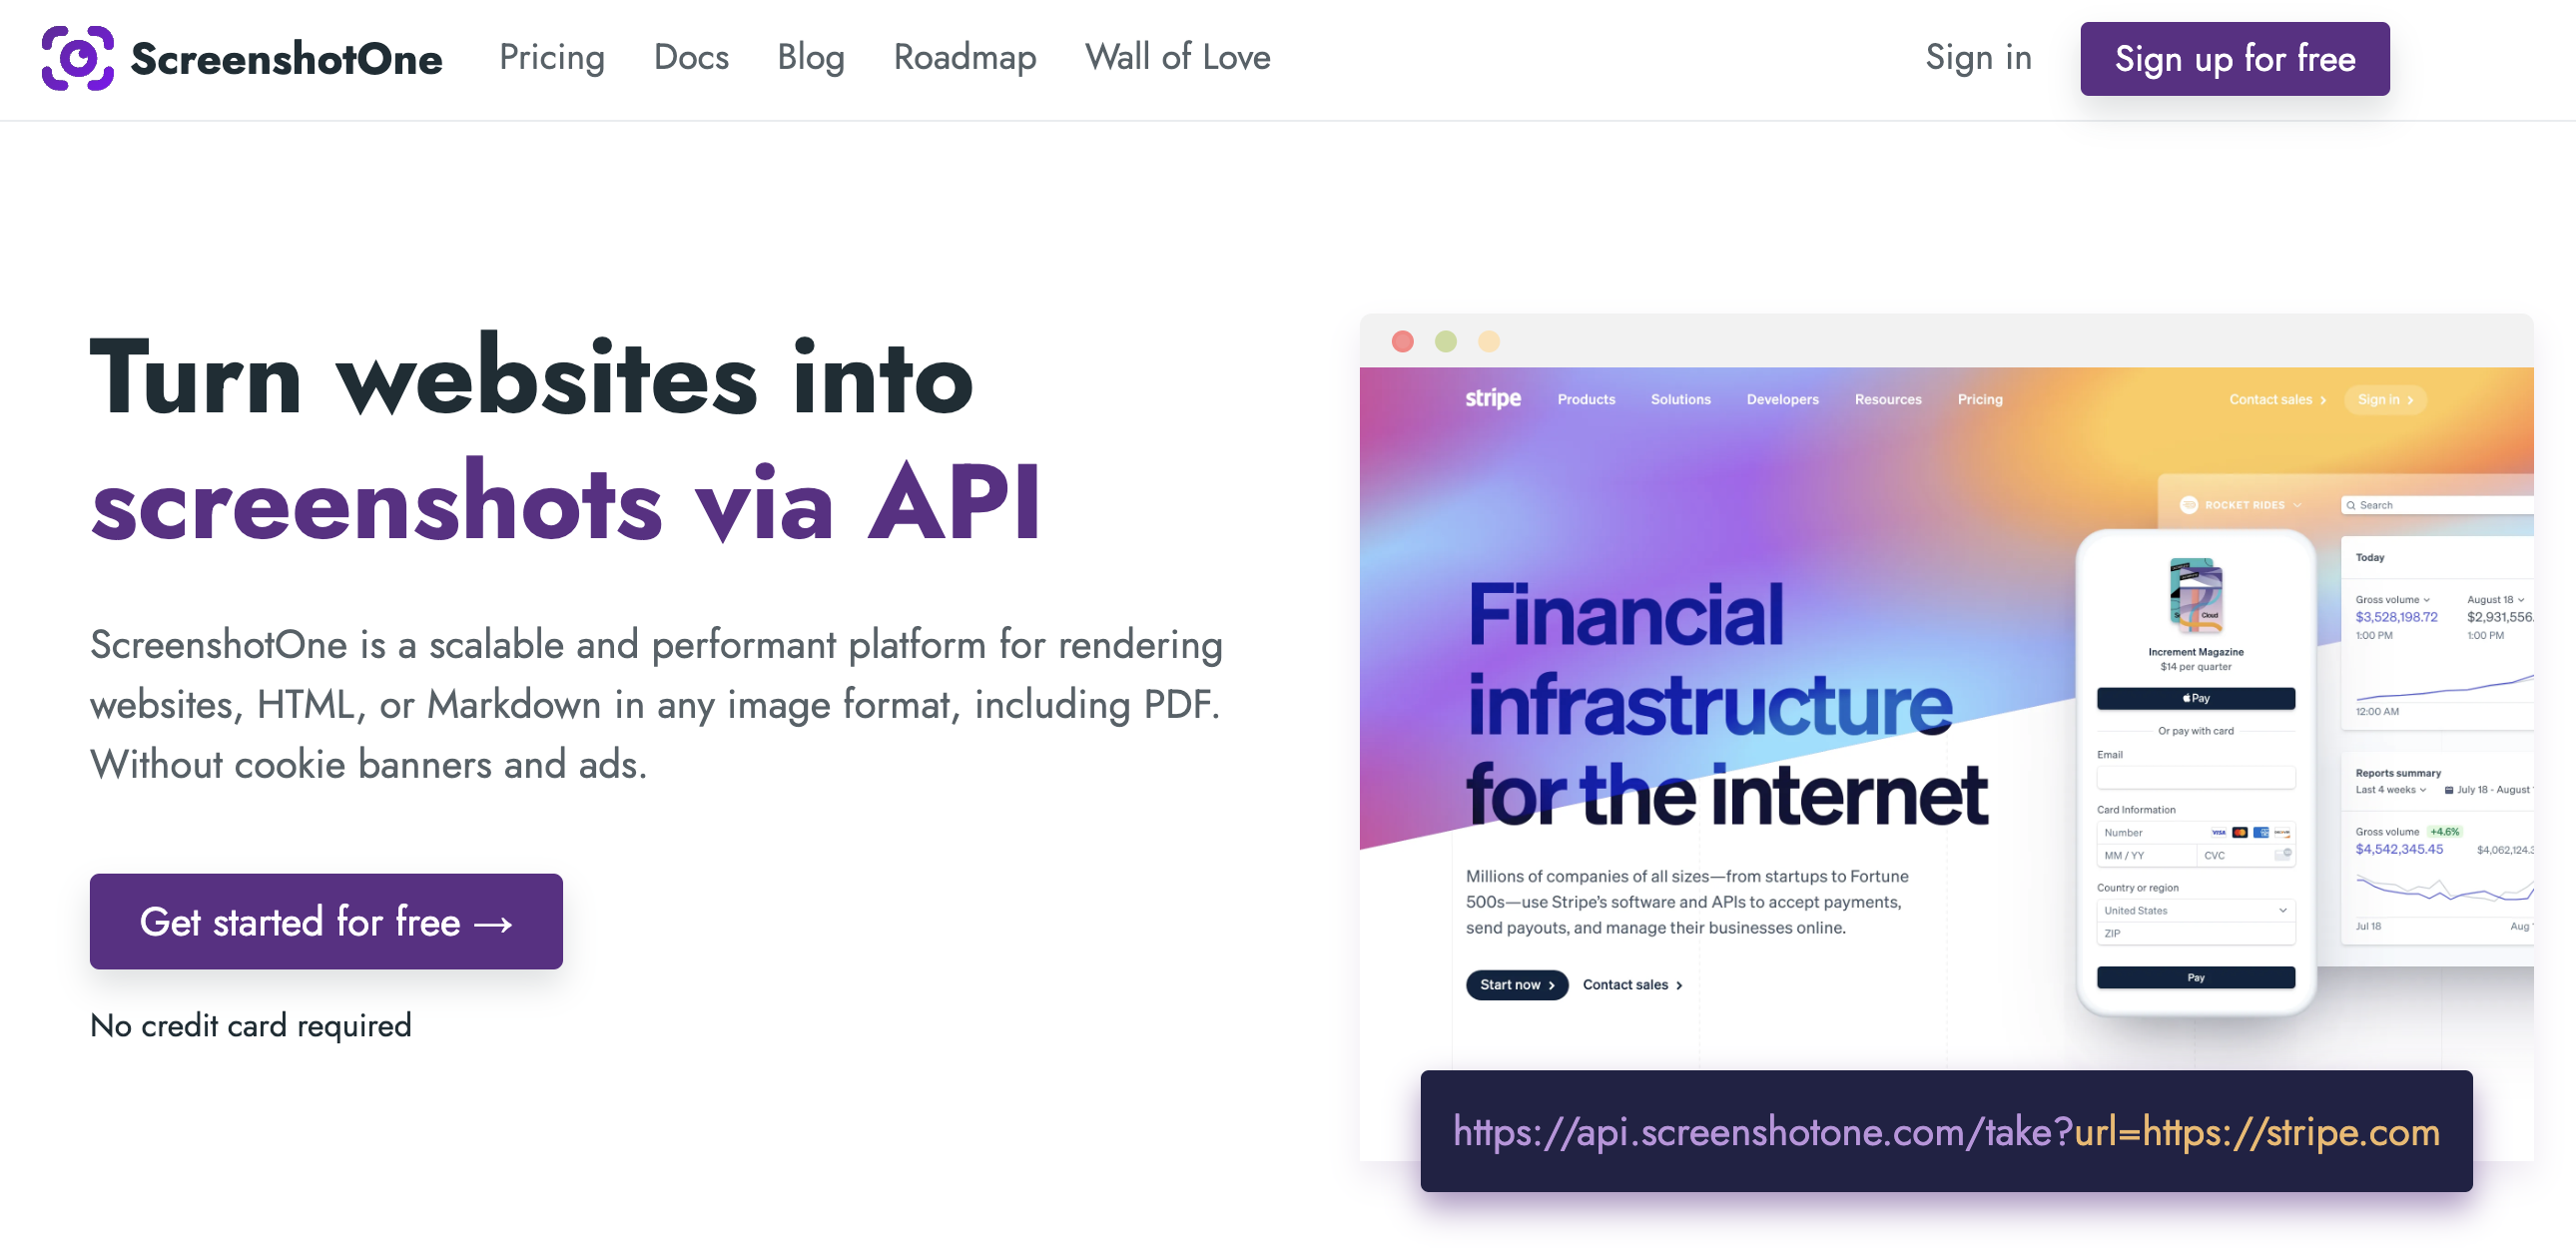 ScreenshotOne
Pricing
Docs
Blog
Roadmap
Wall of Love
Sign in
Sign up for free
Turn websites into
screenshots via API
ScreenshotOne is a scalable and performant platform for rendering
websites, HTML, or Markdown in any image format, including PDF.
Without cookie banners and ads.
Get started for free →
No credit card required
stripe
Products
Solutions
Developers
Resources
Pricing
Contact sales
Sign in
Financial
infrastructure
for the internet
Millions of companies of all sizes—from startups to Fortune
500s—use Stripe's software and APIs to accept payments,
send payouts, and manage their businesses online.
Start now
Contact sales
ROCKET RIDES
Search
Cloud
Increment Magazine
$14 per quarter
Pay
Or pay with card
Email
Card Information
Number
VISA
MM / YY
CVC
Country or region
United States
ZIP
Pay
Today
Gross volume
August 18
$3,528,198.72
$2,931,556.
1:00 PM
1:00 PM
12:00 AM
Reports summary
Last 4 weeks
July 18 - August
Gross volume +4.6%
$4,542,345.45
$4,062,124.3
Jul 18
Aug
https://api.screenshotone.com/take?url=https://stripe.com